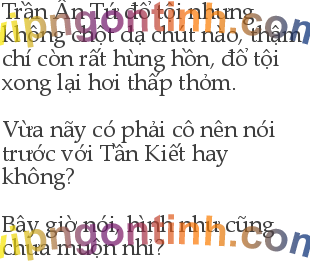 Trần Ân Tứ đổ tội nhưng
không chột dạ chút nào, thậm
chí còn rất hùng hồn, đổ tội
xong lại hơi thấp thỏm.
Vừa nãy có phải cô nên nói
trước với Tần Kiết hay
không?
Bây giờ nói, hình như cũng
chưa muộn nhỉ?